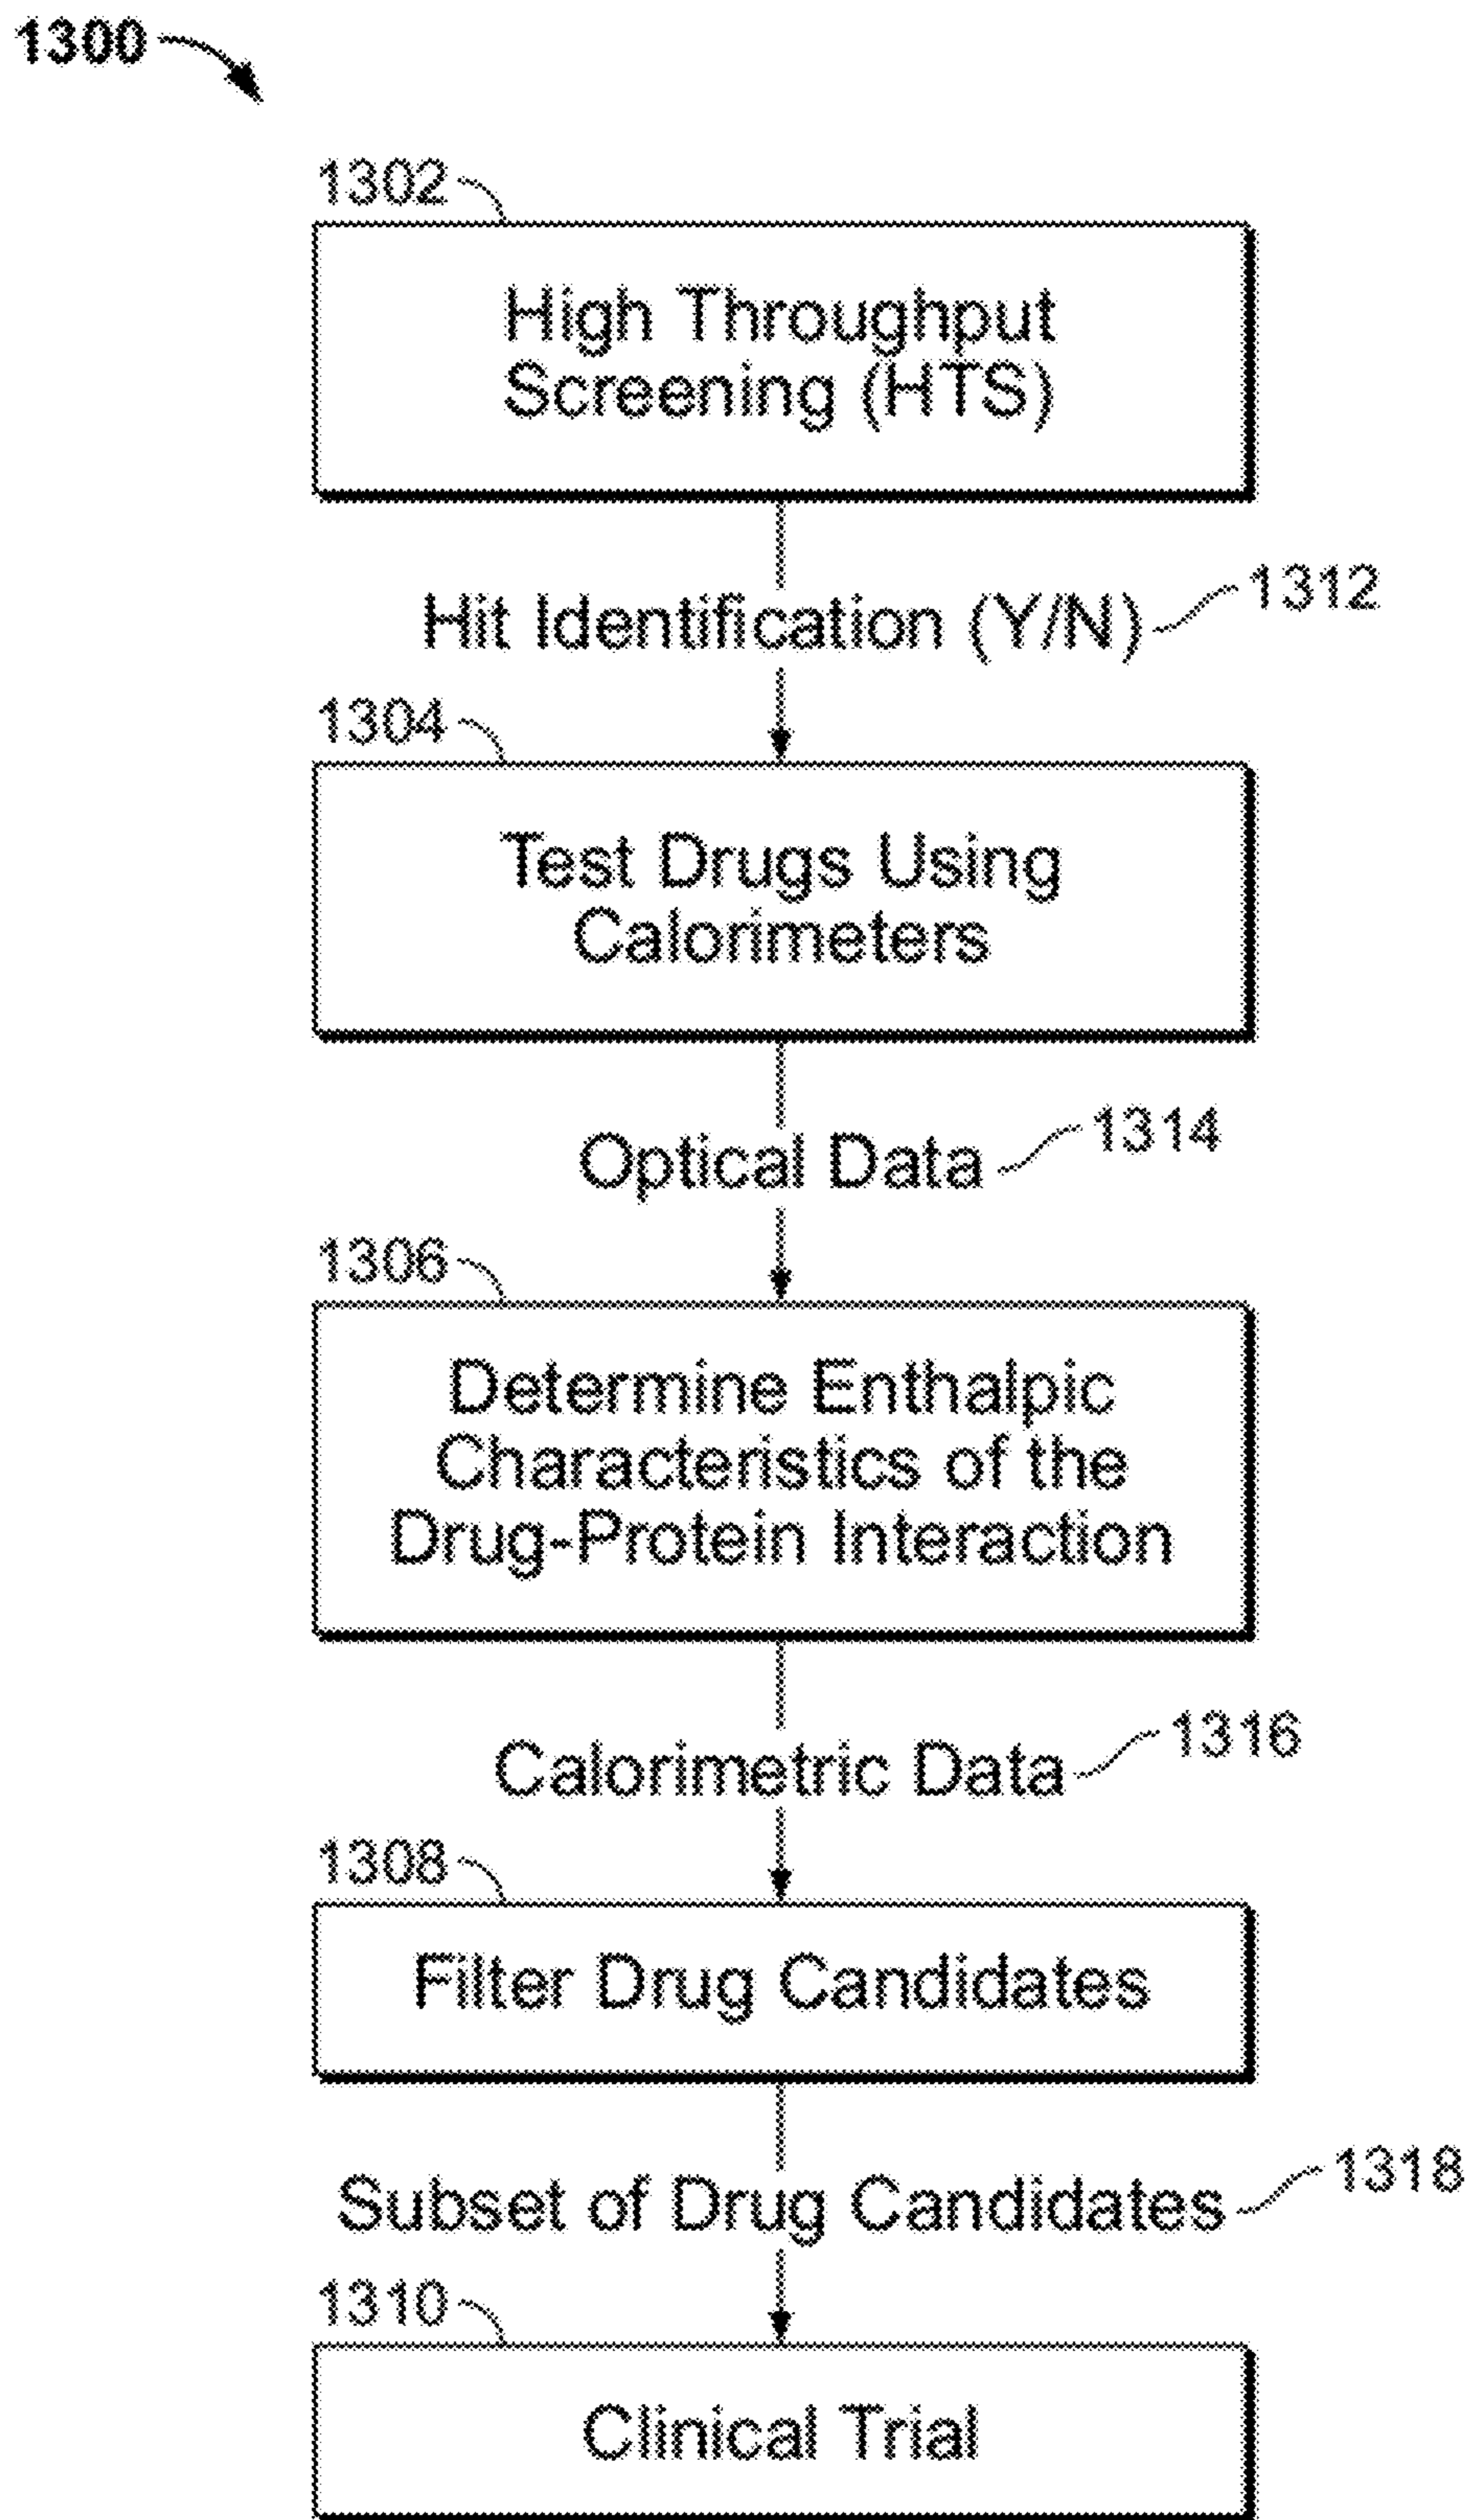 1300
1302
High Throughput
Screening (HTS)
Hit Identification (Y/N)
1312
1304
Test Drugs Using
Calorimeters
Optical Data
1314
1306
Determine Enthalpic
Characteristics of the
Drug-Protein Interaction
Calorimetric Data
1316
1308
Filter Drug Candidates
Subset of Drug Candidates
1318
1310
Clinical Trial